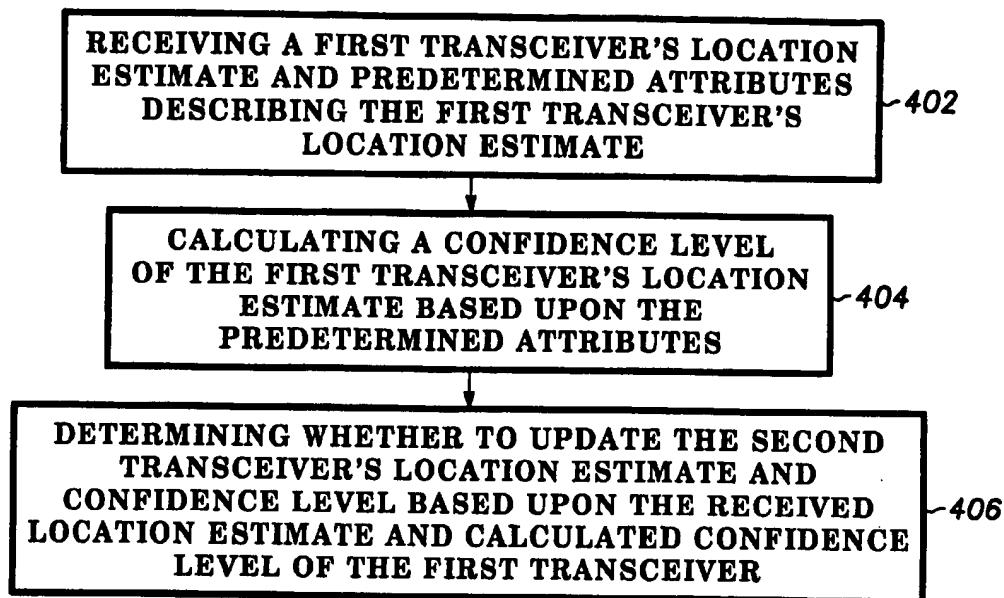 RECEIVING A FIRST TRANSCEIVER'S LOCATION
ESTIMATE AND PREDETERMINED ATTRIBUTES
DESCRIBING THE FIRST TRANSCEIVER'S
LOCATION ESTIMATE
402
CALCULATING A CONFIDENCE LEVEL
OF THE FIRST TRANSCEIVER'S LOCATION
ESTIMATE BASED UPON THE
PREDETERMINED ATTRIBUTES
404
DETERMINING WHETHER TO UPDATE THE SECOND
TRANSCEIVER'S LOCATION ESTIMATE AND
CONFIDENCE LEVEL BASED UPON THE RECEIVED
LOCATION ESTIMATE AND CALCULATED CONFIDENCE
LEVEL OF THE FIRST TRANSCEIVER
406